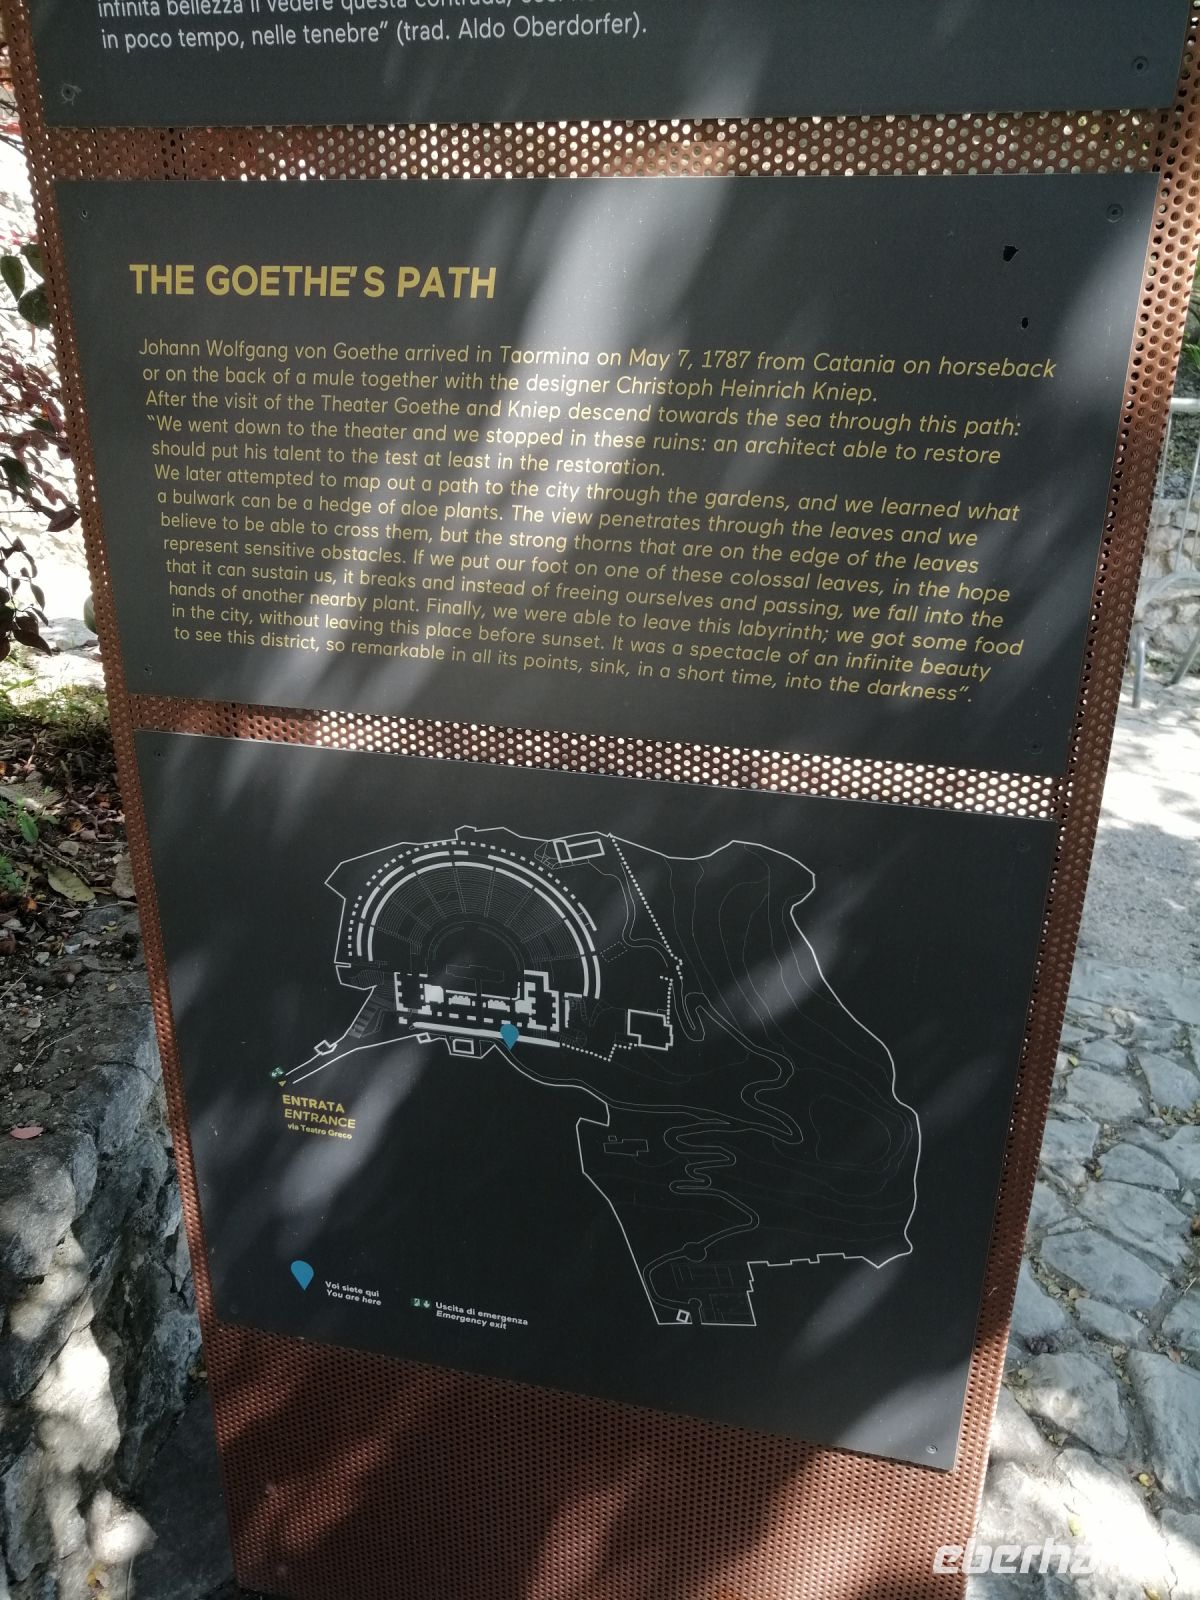 infinita bellezza il vedere questa contrada,
in poco tempo, nelle tenebre” (trad. Aldo Oberdorfer).
THE GOETHE'S PATH
Johann Wolfgang von Goethe arrived in Taormina on May 7, 1787 from Catania on horseback
or on the back of a mule together with the designer Christoph Heinrich Kniep.
After the visit of the Theater Goethe and Kniep descend towards the sea through this path:
“We went down to the theater and we stopped in these ruins: an architect able to restore
should put his talent to the test at least in the restoration.
We later attempted to map out a path to the city through the gardens, and we learned what
a bulwark can be a hedge of aloe plants. The view penetrates through the leaves and we
believe to be able to cross them, but the strong thorns that are on the edge of the leaves
represent sensitive obstacles. If we put our foot on one of these colossal leaves, in the hope
that it can sustain us, it breaks and instead of freeing ourselves and passing, we fall into the
hands of another nearby plant. Finally, we were able to leave this labyrinth; we got some food
in the city, without leaving this place before sunset. It was a spectacle of an infinite beauty
to see this district, so remarkable in all its points, sink, in a short time, into the darkness”.
ENTRATA
ENTRANCE
via Teatro Greco
Voi siete qui
You are here
Uscita di emergenza
Emergency exit